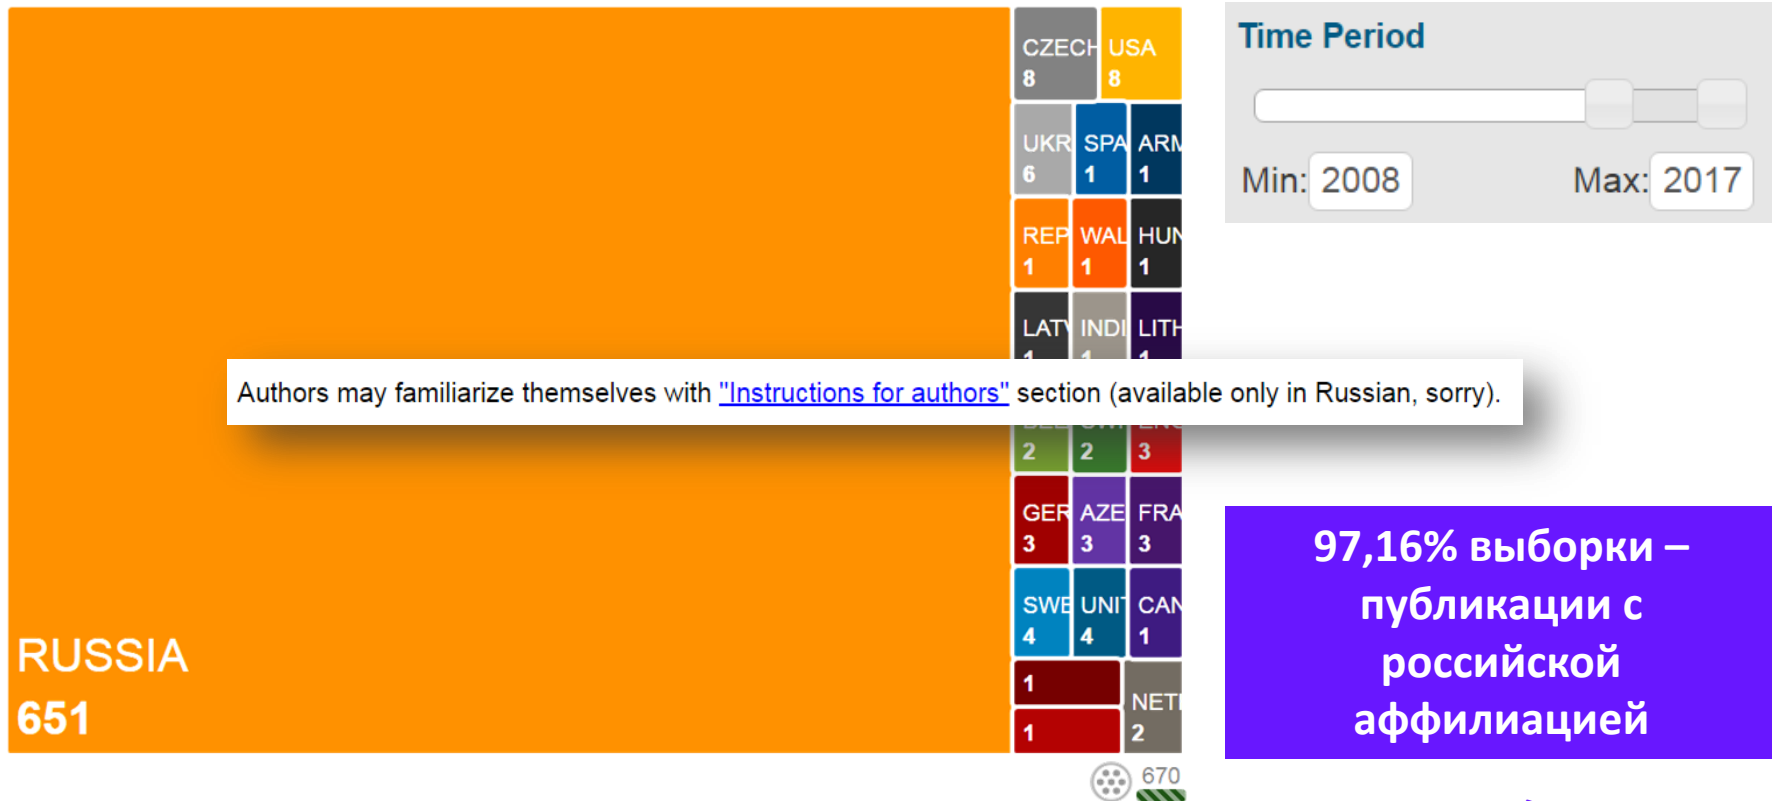 CZECH USA
8 8
Time Period
UKR SPA ARM
6 1 1
Min: 2008 Max: 2017
REP WAL HUN
1 1 1
LATV INDI LITH
Authors may familiarize themselves with "Instructions for authors" section (available only in Russian, sorry).
2 2 3
GER AZE FRA
3 3 3
97,16% выборки –
публикации с
российской
аффилиацией
SWE UNIT CAN
4 4 1
RUSSIA
651
1
NET
1 2
670